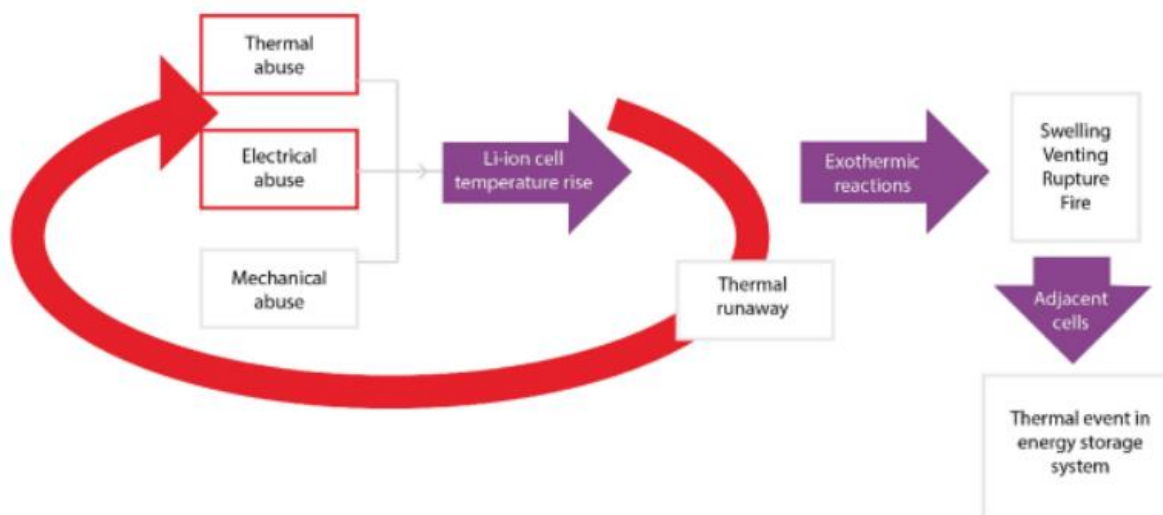 Thermal
abuse
Electrical
abuse
Mechanical
abuse
Li-ion cell
temperature rise
Thermal
runaway
Exothermic
reactions
Swelling
Venting
Rupture
Fire
Adjacent
cells
Thermal event in
energy storage
system